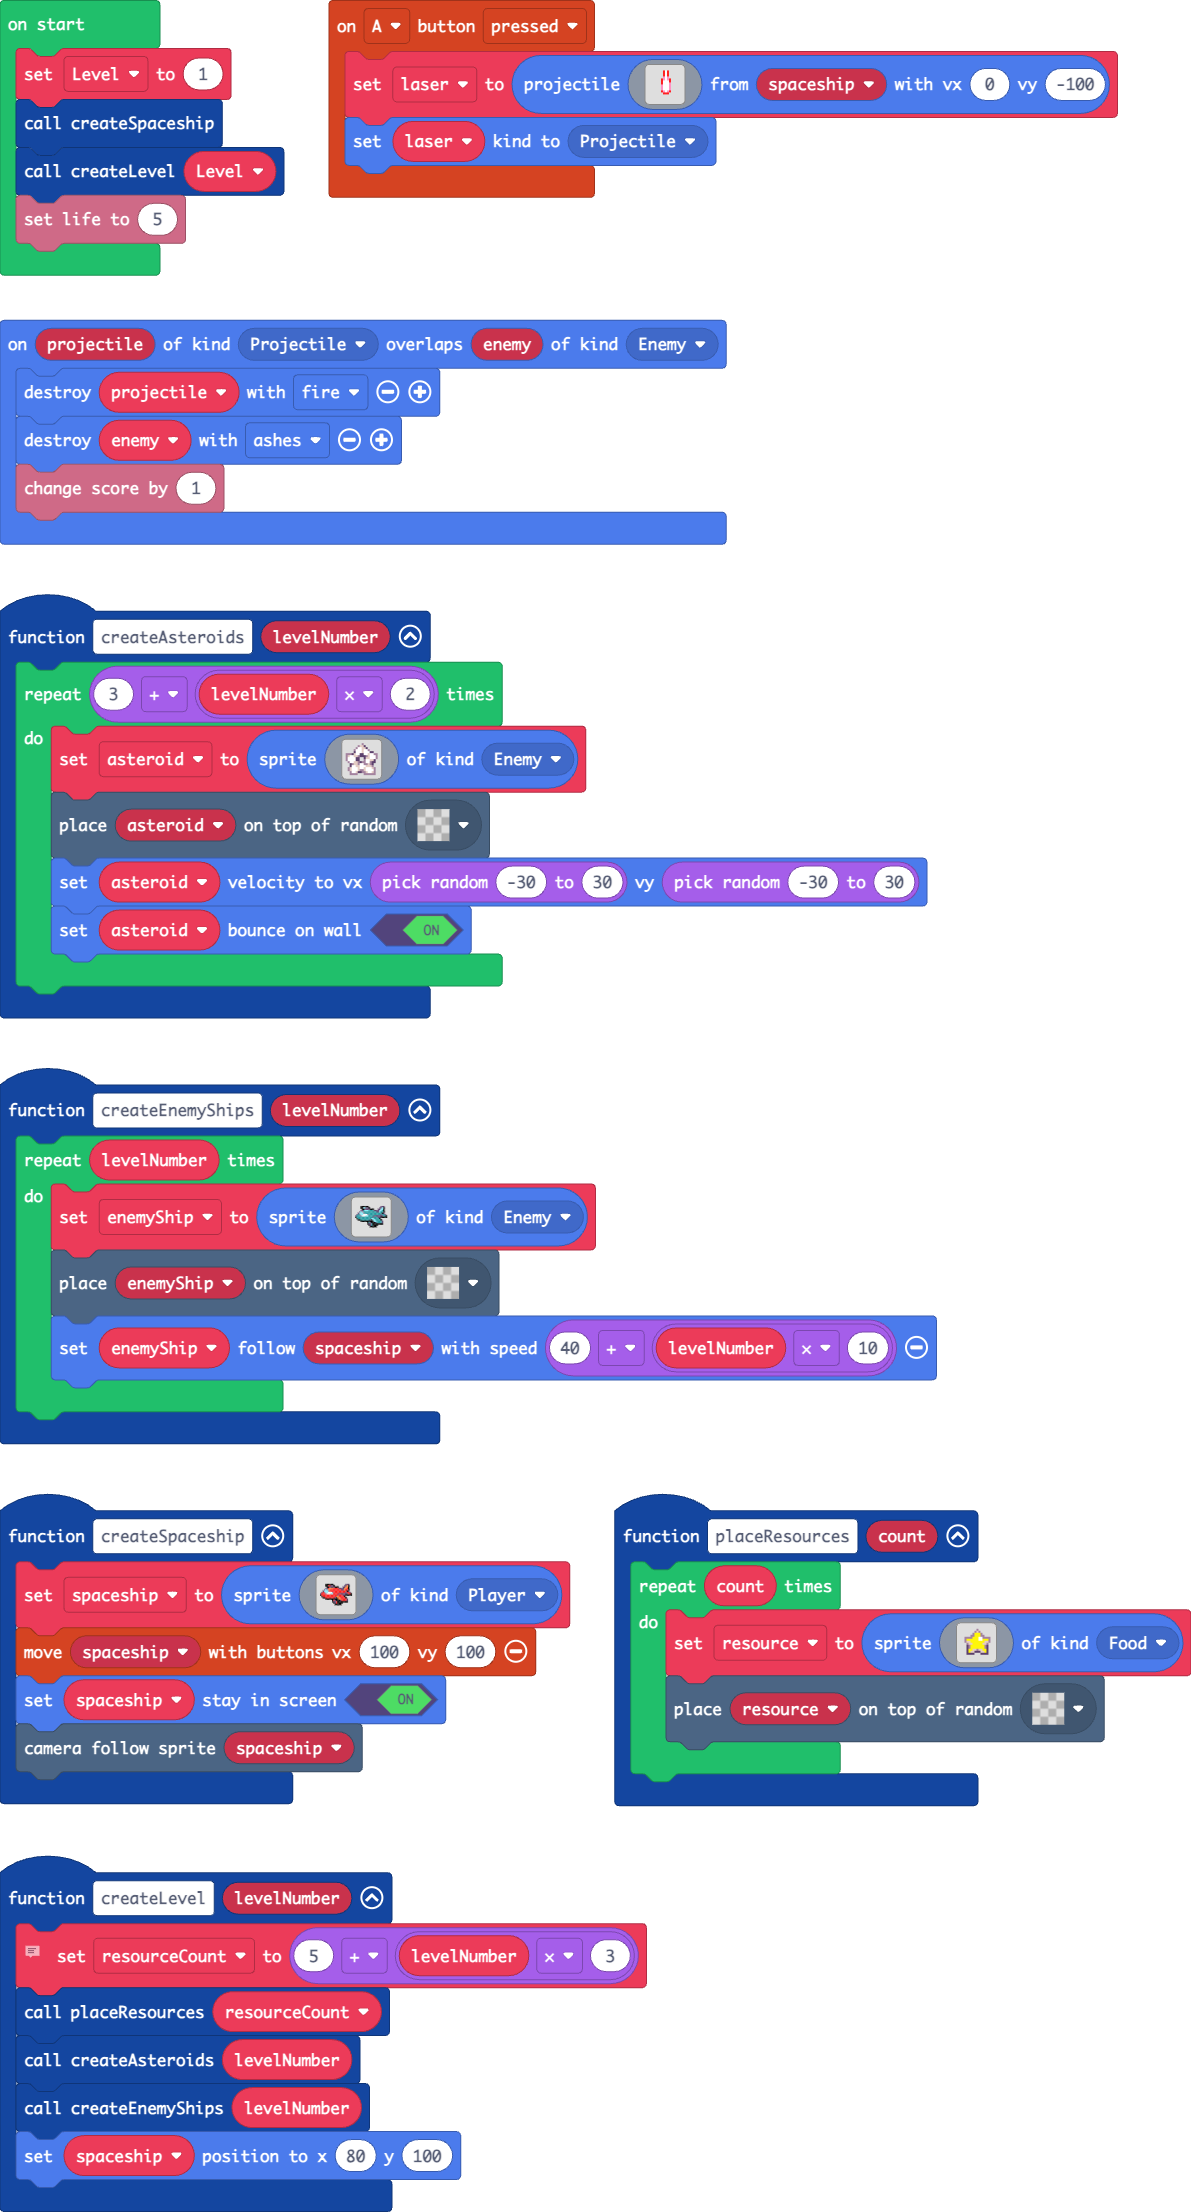 on start
set Level to 1
call createSpaceship
call createLevel Level
set life to 5
on A button pressed
set laser to projectile from spaceship with vx 0 vy -100
set laser kind to Projectile
on projectile of kind Projectile overlaps enemy of kind Enemy
destroy projectile with fire
destroy enemy with ashes
change score by 1
function createAsteroids levelNumber
repeat 3 + levelNumber × 2 times
do
set asteroid to sprite of kind Enemy
place asteroid on top of random
set asteroid velocity to vx pick random -30 to 30 vy pick random -30 to 30
set asteroid bounce on wall ON
function createEnemyShips levelNumber
repeat levelNumber times
do
set enemyShip to sprite of kind Enemy
place enemyShip on top of random
set enemyShip follow spaceship with speed 40 + levelNumber × 10
function createSpaceship
set spaceship to sprite of kind Player
move spaceship with buttons vx 100 vy 100
set spaceship stay in screen ON
camera follow sprite spaceship
function placeResources count
repeat count times
do
set resource to sprite of kind Food
place resource on top of random
function createLevel levelNumber
set resourceCount to 5 + levelNumber × 3
call placeResources resourceCount
call createAsteroids levelNumber
call createEnemyShips levelNumber
set spaceship position to x 80 y 100